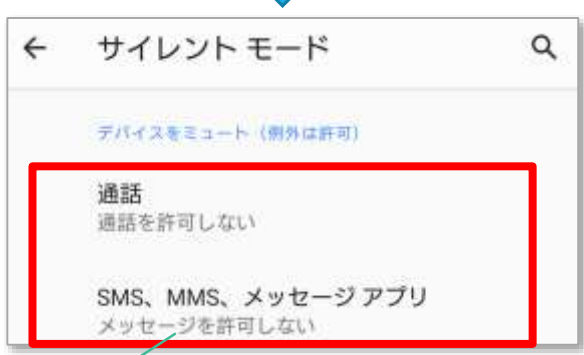 サイレント モード
デバイスをミュート（例外は許可）
通話
通話を許可しない
SMS、MMS、メッセージ アプリ
メッセージを許可しない